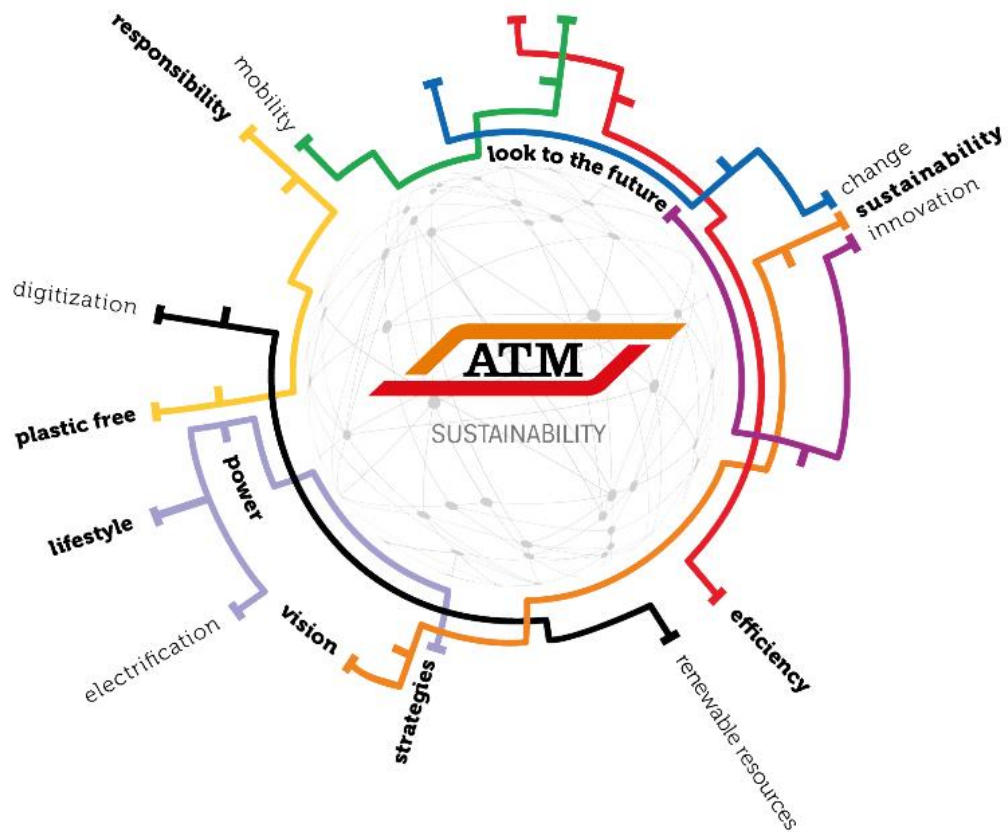 responsibility
mobility
look to the future
change
sustainability
innovation
digitization
ATM
SUSTAINABILITY
plastic free
power
lifestyle
electrification
vision
strategies
efficiency
renewable resources